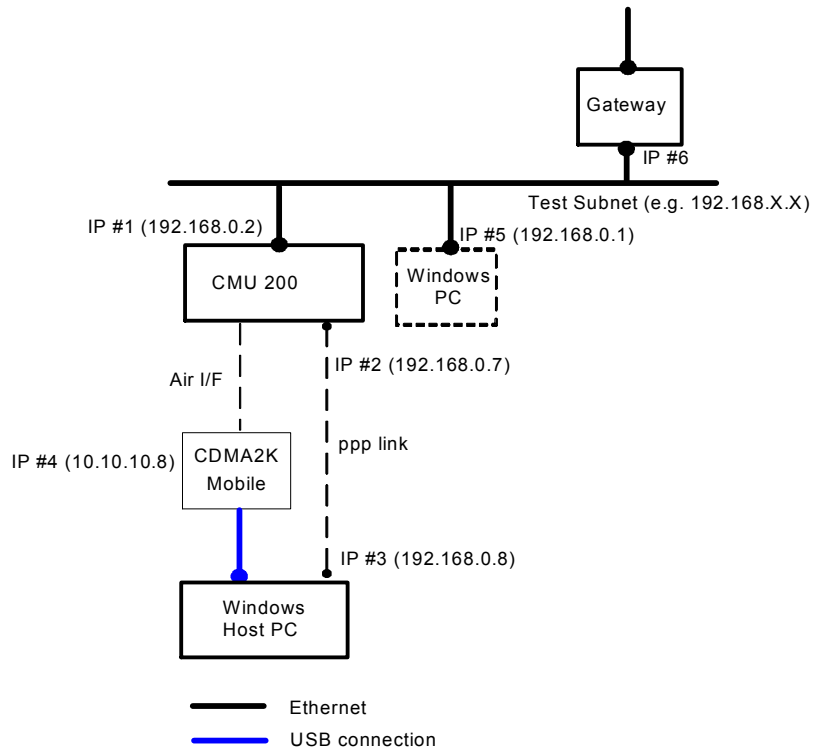 Gateway
IP #6
Test Subnet (e.g. 192.168.X.X)
IP #1 (192.168.0.2)
IP #5 (192.168.0.1)
CMU 200
Windows
PC
IP #2 (192.168.0.7)
Air I/F
ppp link
IP #4 (10.10.10.8)
CDMA2K
Mobile
IP #3 (192.168.0.8)
Windows
Host PC
Ethernet
USB connection